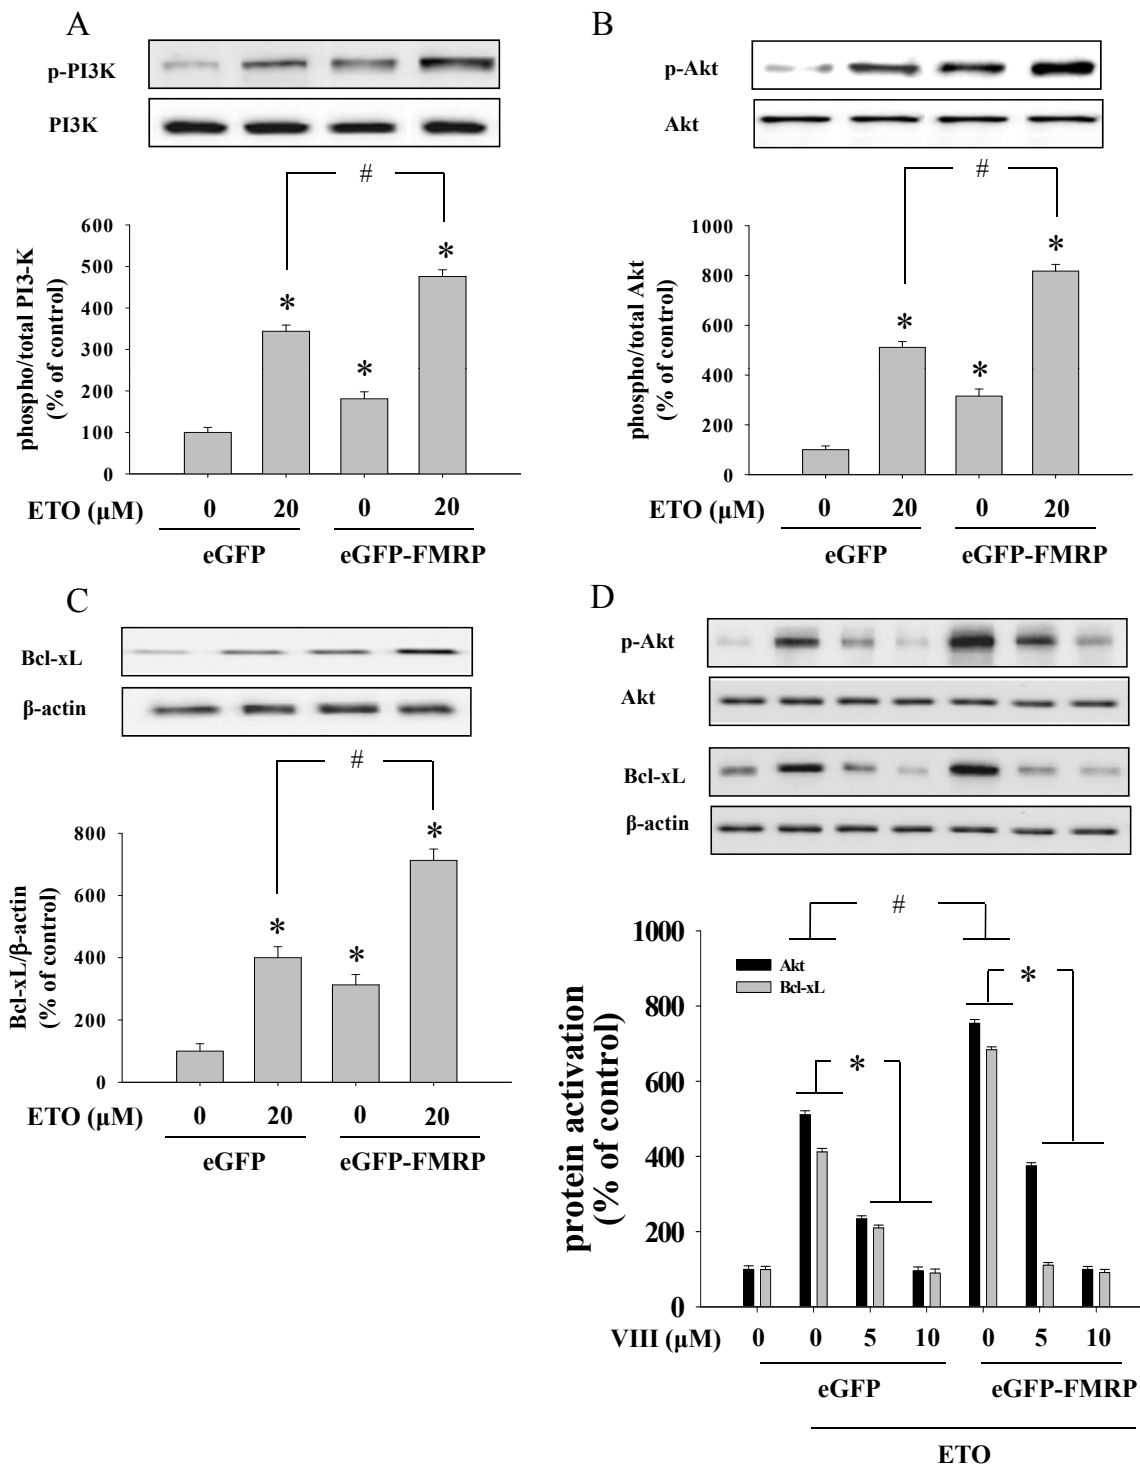 A
p-PI3K
PI3K
#
phospho/total PI3-K
(% of control)
600
500
400
300
200
100
0
*
*
*
ETO (μM) 0 20 0 20
eGFP eGFP-FMRP
B
p-Akt
Akt
#
phospho/total Akt
(% of control)
1000
800
600
400
200
0
*
*
*
ETO (μM) 0 20 0 20
eGFP eGFP-FMRP
C
Bcl-xL
β-actin
#
Bcl-xL/β-actin
(% of control)
800
600
400
200
0
*
*
*
ETO (μM) 0 20 0 20
eGFP eGFP-FMRP
D
p-Akt
Akt
Bcl-xL
β-actin
#
protein activation
(% of control)
1000
800
600
400
200
0
Akt
Bcl-xL
*
*
VIII (μM) 0 0 5 10 0 5 10
eGFP eGFP-FMRP
ETO